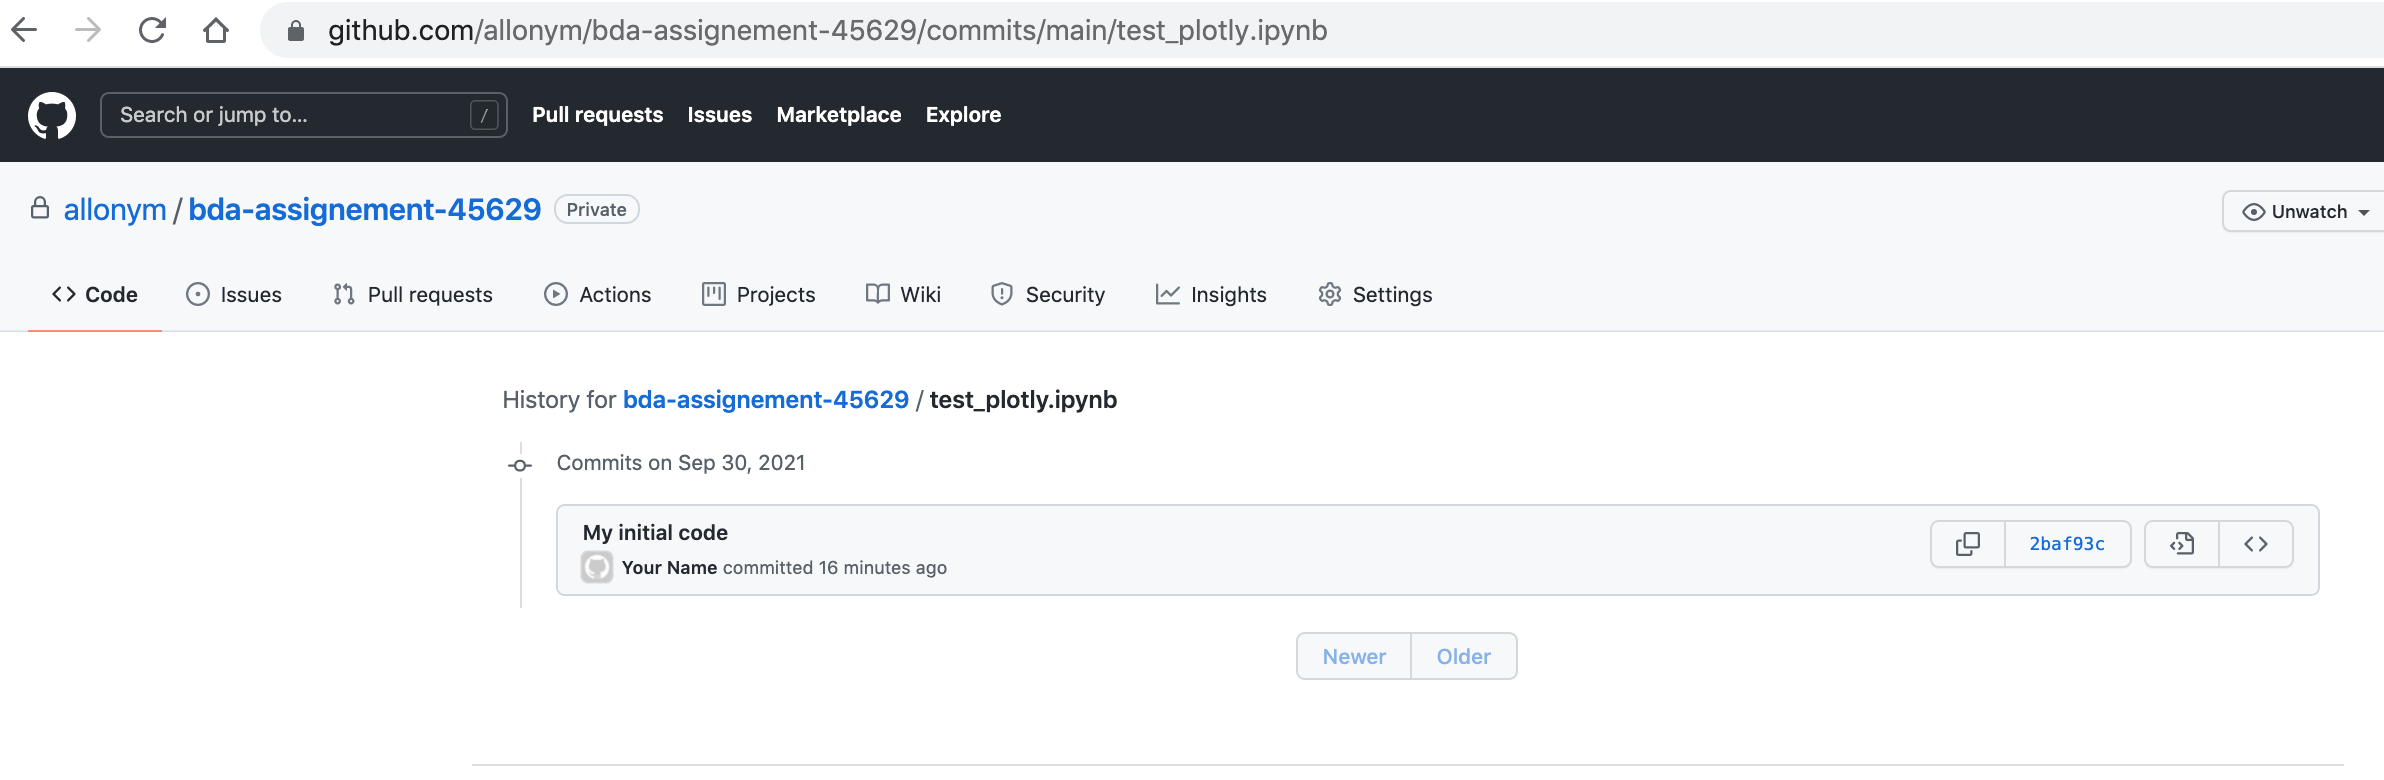 github.com/allonym/bda-assignement-45629/commits/main/test_plotly.ipynb
Search or jump to... / Pull requests Issues Marketplace Explore
allonym / bda-assignement-45629 Private Unwatch
Code Issues Pull requests Actions Projects Wiki Security Insights Settings
History for bda-assignement-45629 / test_plotly.ipynb
Commits on Sep 30, 2021
My initial code
Your Name committed 16 minutes ago
2baf93c
Newer Older